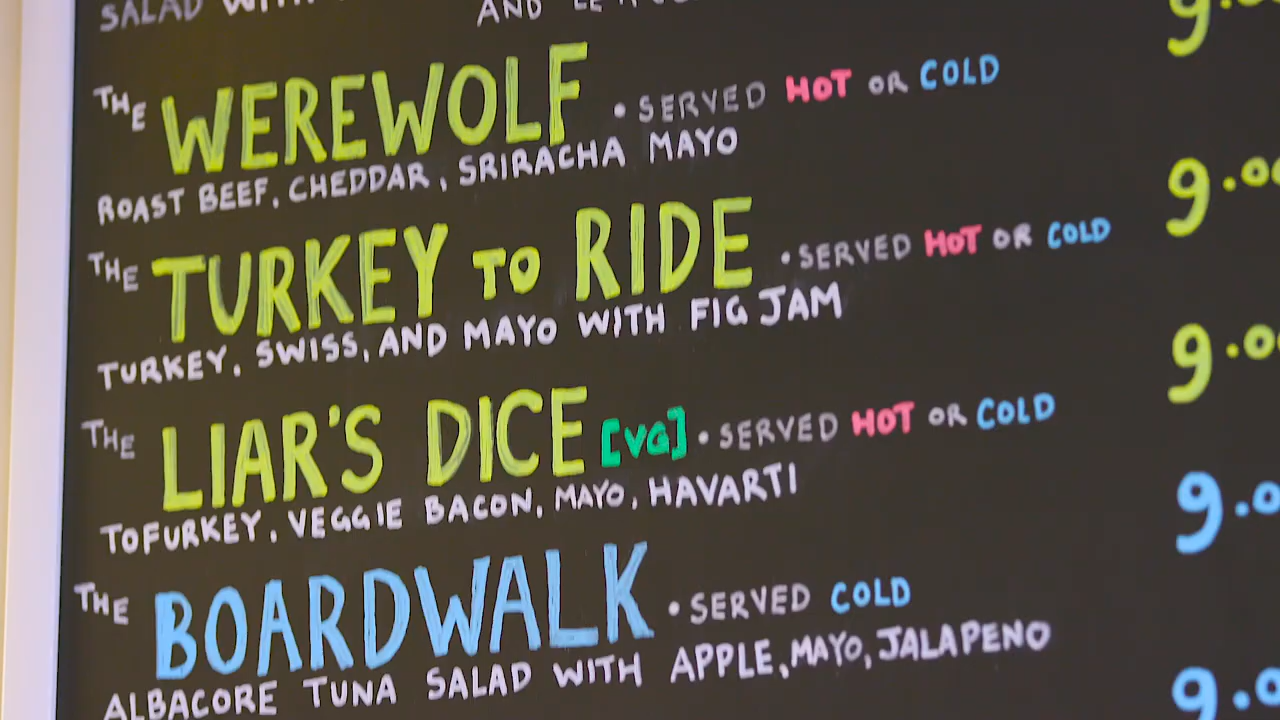 SALAD WITH AND
THE WEREWOLF • SERVED HOT OR COLD
ROAST BEEF, CHEDDAR, SRIRACHA MAYO
9.00
THE TURKEY TO RIDE • SERVED HOT OR COLD
TURKEY, SWISS, AND MAYO WITH FIG JAM
9.0
THE LIAR'S DICE [VG] • SERVED HOT OR COLD
TOFURKEY, VEGGIE BACON, MAYO, HAVARTI
9.0
THE BOARDWALK • SERVED COLD
ALBACORE TUNA SALAD WITH APPLE, MAYO, JALAPENO
9.0